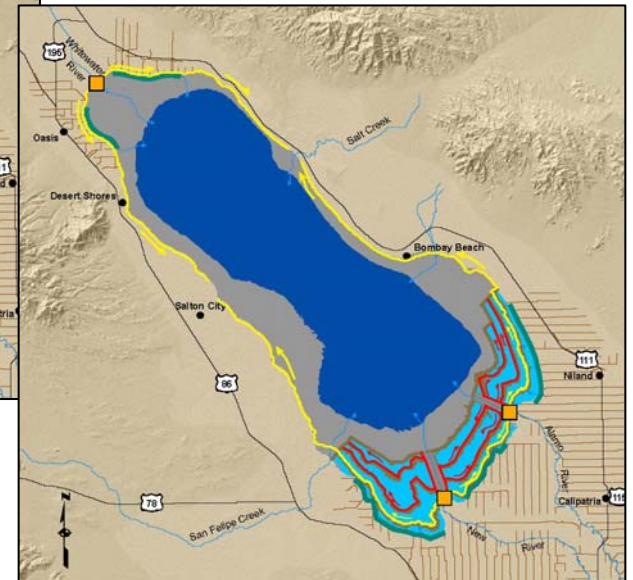 195
Whitewater
River
Oasis
Salt Creek
Desert Shores
Bombay Beach
Salton City
111
Niland
86
Alamo
River
N
78
Calipatria
115
San Felipe Creek
New
River